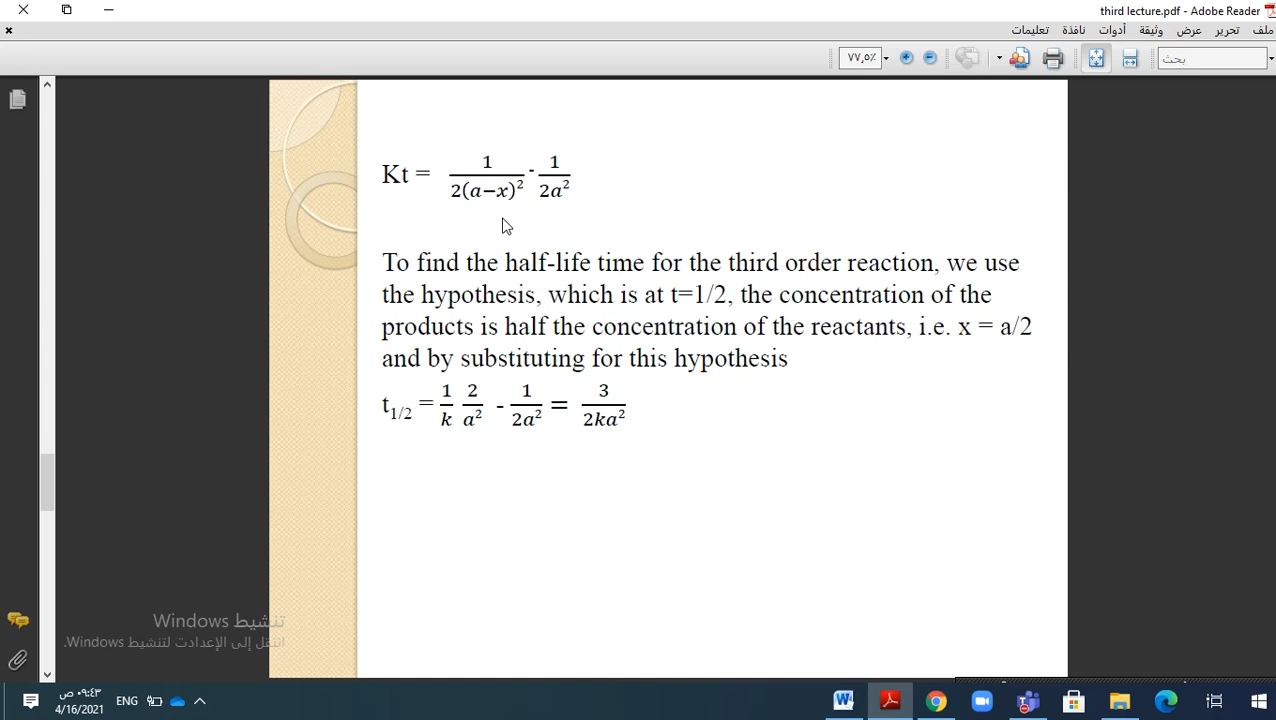 third lecture.pdf - Adobe Reader
ملف تحرير عرض وثيقة أدوات نافذة تعليمات
٧٧,٥٪
بحث
Kt = 1/2(a−x)² - 1/2a²
To find the half-life time for the third order reaction, we use
the hypothesis, which is at t=1/2, the concentration of the
products is half the concentration of the reactants, i.e. x = a/2
and by substituting for this hypothesis
t1/2 = 1/k 2/a² - 1/2a² = 3/2ka²
تنشيط Windows
انتقل إلى الإعدادت لتنشيط Windows.
ENG
٠٩:٤٣ ص
4/16/2021